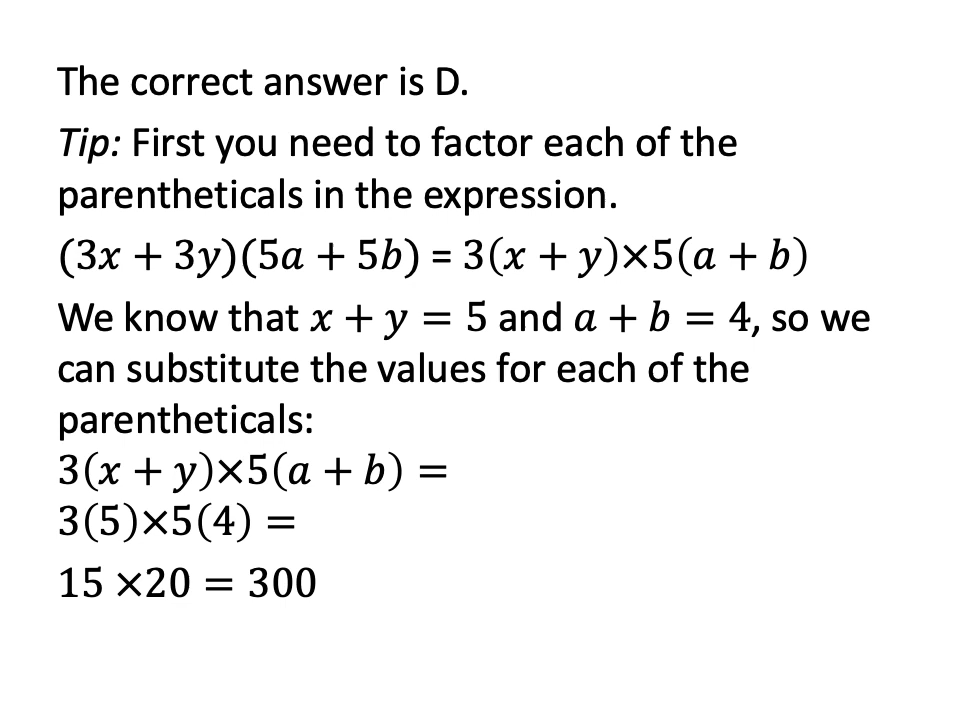 The correct answer is D.
Tip: First you need to factor each of the
parentheticals in the expression.
(3x + 3y)(5a + 5b) = 3(x + y)×5(a + b)
We know that x + y = 5 and a + b = 4, so we
can substitute the values for each of the
parentheticals:
3(x + y)×5(a + b) =
3(5)×5(4) =
15 ×20 = 300